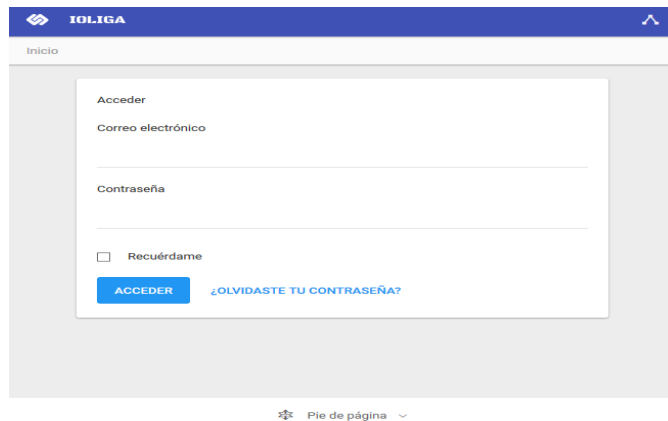 IOLIGA
Inicio
Acceder
Correo electrónico
Contraseña
Recuérdame
ACCEDER ¿OLVIDASTE TU CONTRASEÑA?
Pie de página